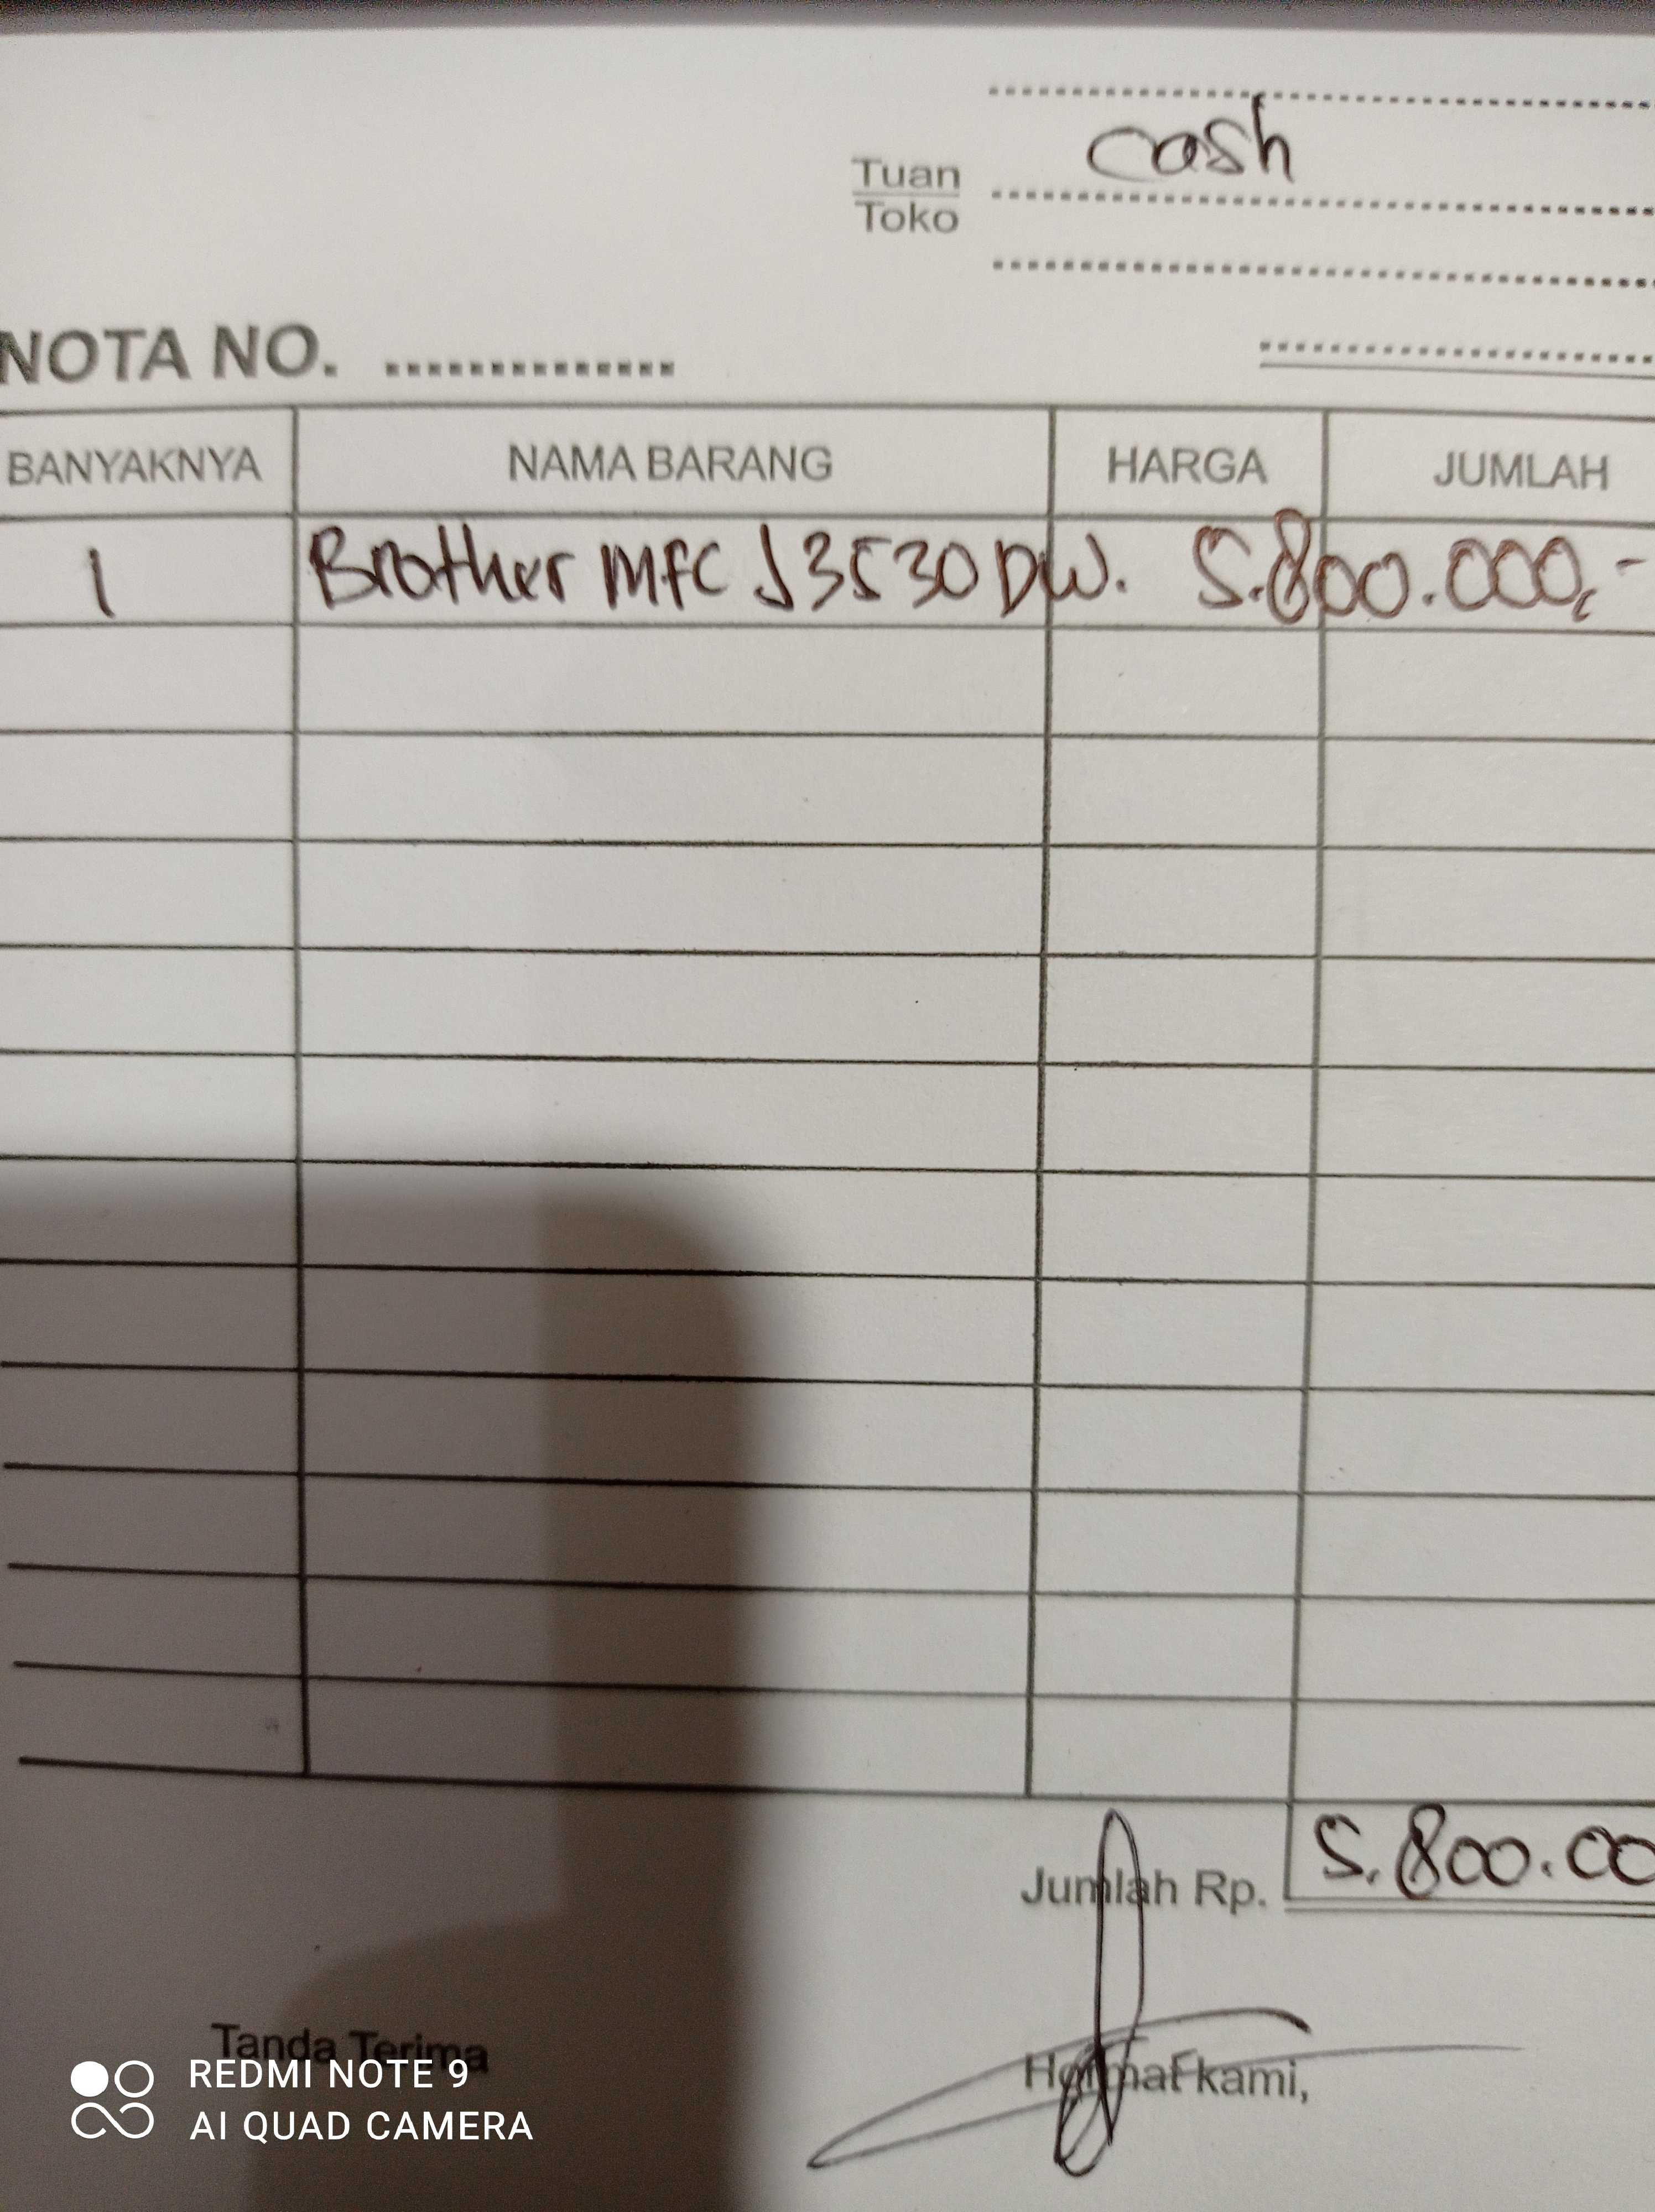 cash
Tuan
Toko
NOTA NO. ..............
BANYAKNYA NAMA BARANG HARGA JUMLAH
1 Brother MFC J3530DW. 5.800.000,-
Jumlah Rp. 5.800.00
Tanda Terima
Hormat kami,
REDMI NOTE 9
AI QUAD CAMERA